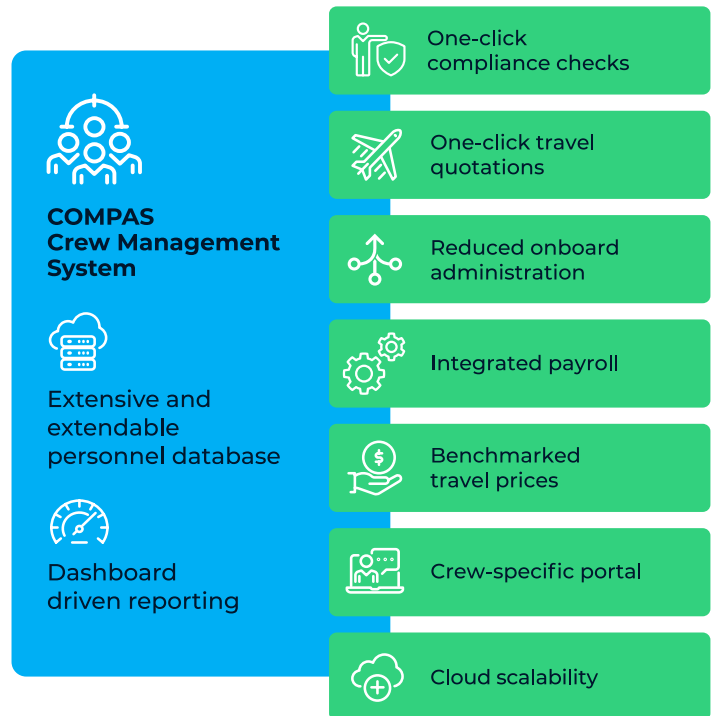 COMPAS
Crew Management
System
Extensive and
extendable
personnel database
Dashboard
driven reporting
One-click
compliance checks
One-click travel
quotations
Reduced onboard
administration
Integrated payroll
$
Benchmarked
travel prices
Crew-specific portal
Cloud scalability